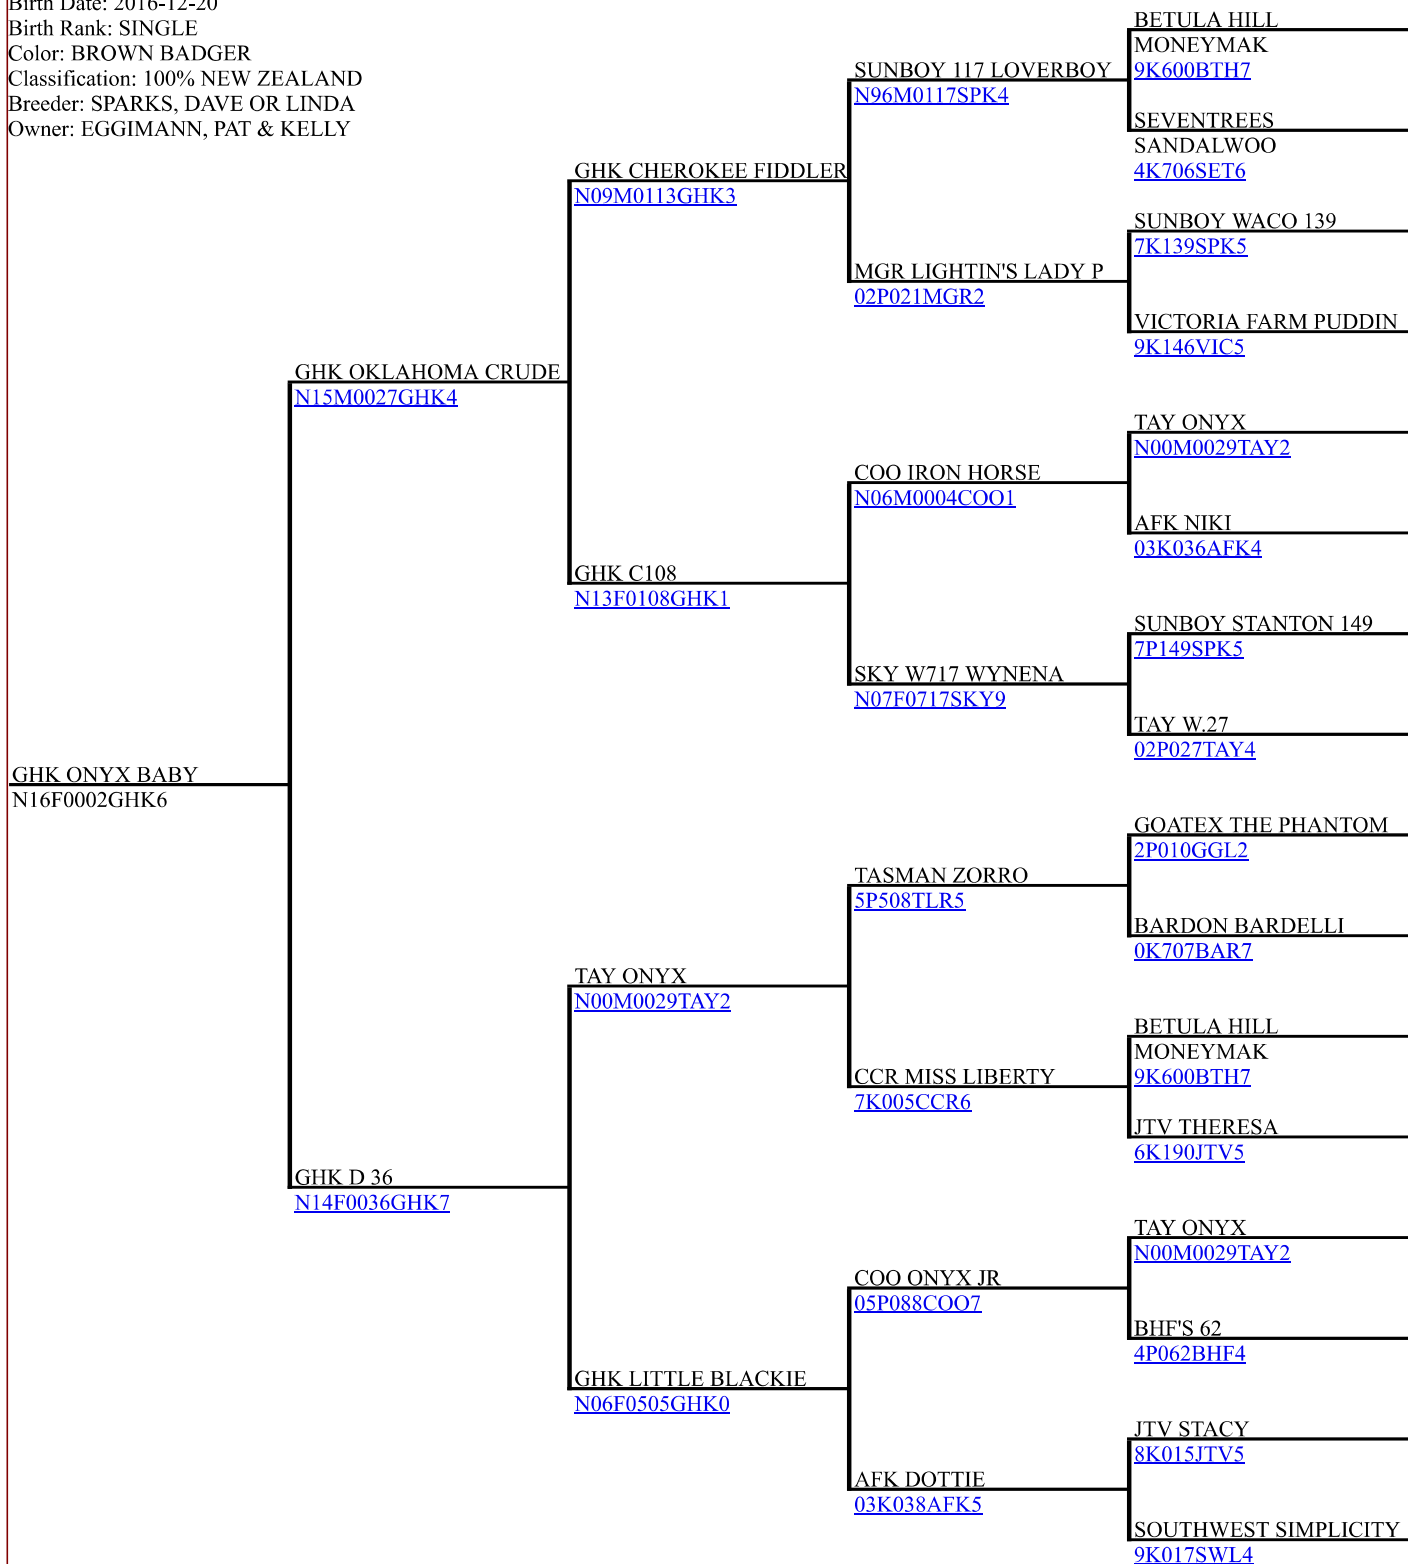 Birth Date: 2016-12-20
Birth Rank: SINGLE
Color: BROWN BADGER
Classification: 100% NEW ZEALAND
Breeder: SPARKS, DAVE OR LINDA
Owner: EGGIMANN, PAT & KELLY
GHK ONYX BABY
N16F0002GHK6
GHK OKLAHOMA CRUDE
N15M0027GHK4
GHK D 36
N14F0036GHK7
GHK CHEROKEE FIDDLER
N09M0113GHK3
GHK C108
N13F0108GHK1
TAY ONYX
N00M0029TAY2
GHK LITTLE BLACKIE
N06F0505GHK0
SUNBOY 117 LOVERBOY
N96M0117SPK4
MGR LIGHTIN'S LADY P
02P021MGR2
COO IRON HORSE
N06M0004COO1
SKY W717 WYNENA
N07F0717SKY9
TASMAN ZORRO
5P508TLR5
CCR MISS LIBERTY
7K005CCR6
COO ONYX JR
05P088COO7
AFK DOTTIE
03K038AFK5
BETULA HILL
MONEYMAK
9K600BTH7
SEVENTREES
SANDALWOO
4K706SET6
SUNBOY WACO 139
7K139SPK5
VICTORIA FARM PUDDIN
9K146VIC5
TAY ONYX
N00M0029TAY2
AFK NIKI
03K036AFK4
SUNBOY STANTON 149
7P149SPK5
TAY W.27
02P027TAY4
GOATEX THE PHANTOM
2P010GGL2
BARDON BARDELLI
0K707BAR7
BETULA HILL
MONEYMAK
9K600BTH7
JTV THERESA
6K190JTV5
TAY ONYX
N00M0029TAY2
BHF'S 62
4P062BHF4
JTV STACY
8K015JTV5
SOUTHWEST SIMPLICITY
9K017SWL4